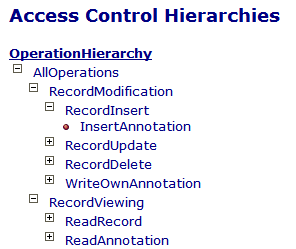 Access Control Hierarchies
OperationHierarchy
AllOperations
RecordModification
RecordInsert
InsertAnnotation
RecordUpdate
RecordDelete
WriteOwnAnnotation
RecordViewing
ReadRecord
ReadAnnotation